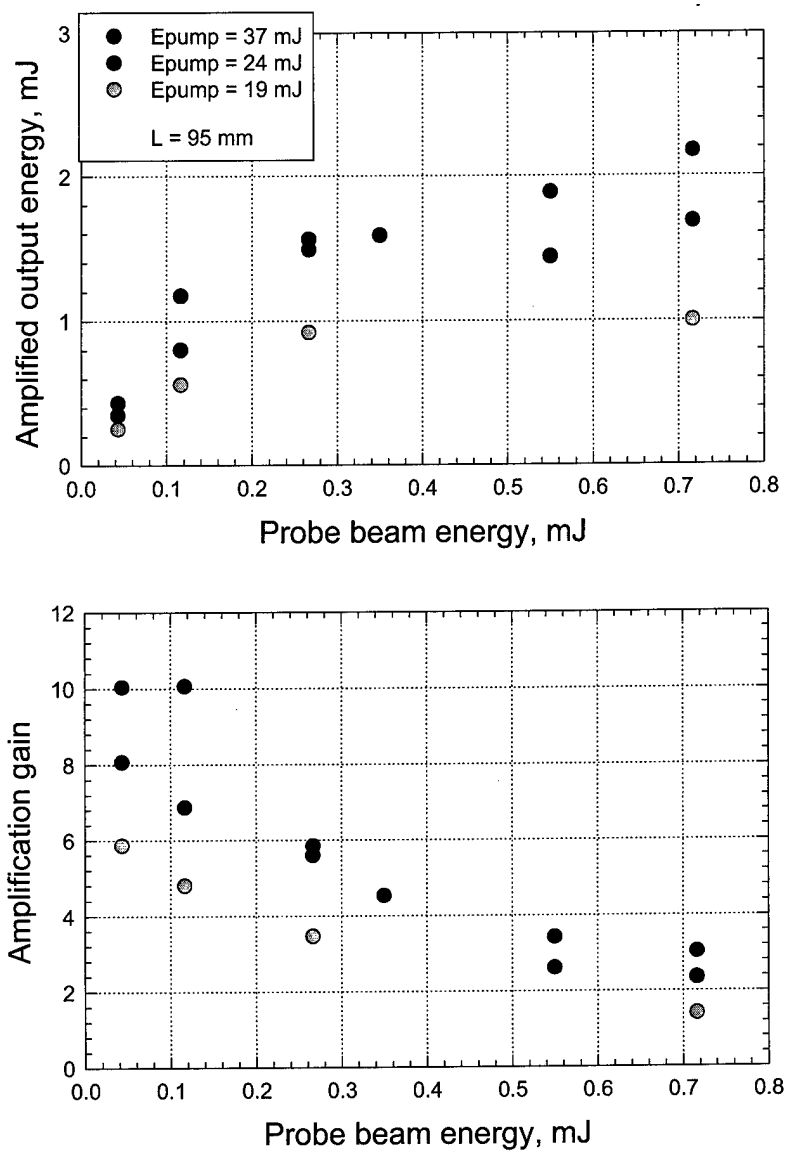 Epump = 37 mJ
Epump = 24 mJ
Epump = 19 mJ
L = 95 mm
3
2
1
0
Amplified output energy, mJ
0.0 0.1 0.2 0.3 0.4 0.5 0.6 0.7 0.8
Probe beam energy, mJ
12
10
8
6
4
2
0
Amplification gain
0.0 0.1 0.2 0.3 0.4 0.5 0.6 0.7 0.8
Probe beam energy, mJ